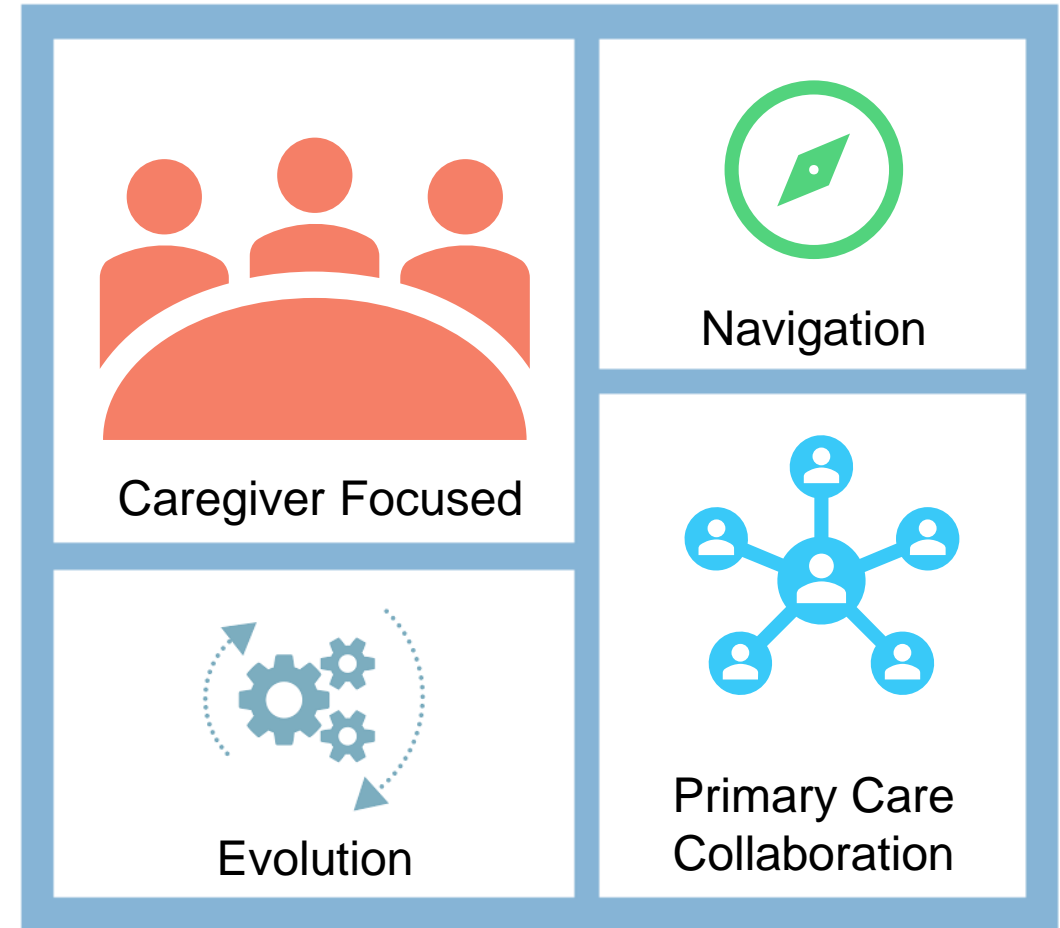 Caregiver Focused
Navigation
Evolution
Primary Care
Collaboration